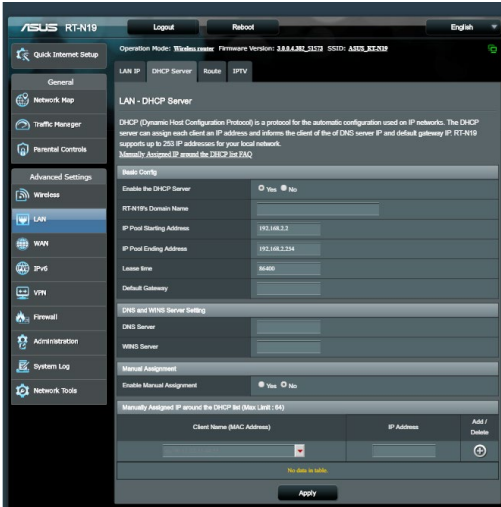 ASUS RT-N19
Logout
Reboot
English
Operation Mode: Wireless router Firmware Version: 3.0.0.4.382_51573 SSID: ASUS_RT-N19
Quick Internet Setup
General
Network Map
Traffic Manager
Parental Controls
Advanced Settings
Wireless
LAN
WAN
IPv6
VPN
Firewall
Administration
System Log
Network Tools
LAN IP DHCP Server Route IPTV
LAN - DHCP Server
DHCP (Dynamic Host Configuration Protocol) is a protocol for the automatic configuration used on IP networks. The DHCP
server can assign each client an IP address and informs the client of the of DNS server IP and default gateway IP. RT-N19
supports up to 253 IP addresses for your local network.
Manually Assigned IP around the DHCP list FAQ
Basic Config
Enable the DHCP Server Yes No
RT-N19's Domain Name
IP Pool Starting Address 192.168.2.2
IP Pool Ending Address 192.168.2.254
Lease time 86400
Default Gateway
DNS and WINS Server Setting
DNS Server
WINS Server
Manual Assignment
Enable Manual Assignment Yes No
Manually Assigned IP around the DHCP list (Max Limit : 64)
Client Name (MAC Address) IP Address Add / Delete
No data in table.
Apply